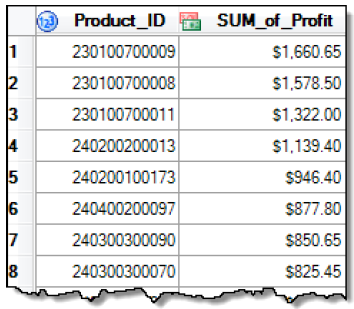 123 Product_ID SUM_of_Profit
1 230100700009 $1,660.65
2 230100700008 $1,578.50
3 230100700011 $1,322.00
4 240200200013 $1,139.40
5 240200100173 $946.40
6 240400200097 $877.80
7 240300300090 $850.65
8 240300300070 $825.45